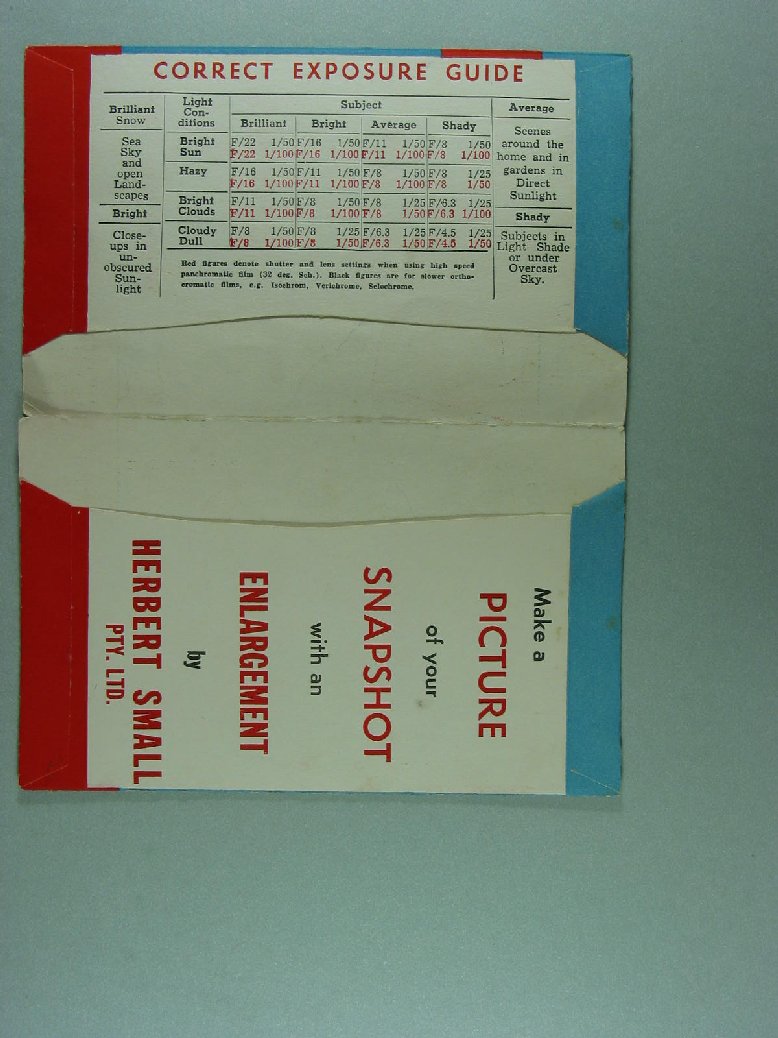 CORRECT EXPOSURE GUIDE
Brilliant
Snow
Sea
Sky
and
open
Land-
scapes
Bright
Close-
ups in
un-
obscured
Sun-
light
Light
Con-
ditions
Subject
Brilliant Bright Average Shady
Bright
Sun
F/22 1/50 F/16 1/50 F/11 1/50 F/8 1/50
F/22 1/100 F/16 1/100 F/11 1/100 F/8 1/100
Hazy
F/16 1/50 F/11 1/50 F/8 1/50 F/8 1/25
F/16 1/100 F/11 1/100 F/8 1/100 F/8 1/50
Bright
Clouds
F/11 1/50 F/8 1/50 F/8 1/25 F/6.3 1/25
F/11 1/100 F/8 1/100 F/8 1/50 F/6.3 1/100
Cloudy
Dull
F/8 1/50 F/8 1/25 F/6.3 1/25 F/4.5 1/25
F/8 1/100 F/8 1/50 F/6.3 1/50 F/4.5 1/50
Average
Scenes
around the
home and in
gardens in
Direct
Sunlight
Shady
Subjects in
Light Shade
or under
Overcast
Sky.
Red figures denote shutter and lens settings when using high speed
panchromatic film (32 deg. Sch.). Black figures are for slower ortho-
cromatic films, e.g. Isochrom, Verichrome, Selochrome.
Make a
PICTURE
of your
SNAPSHOT
with an
ENLARGEMENT
by
HERBERT SMALL
PTY. LTD.